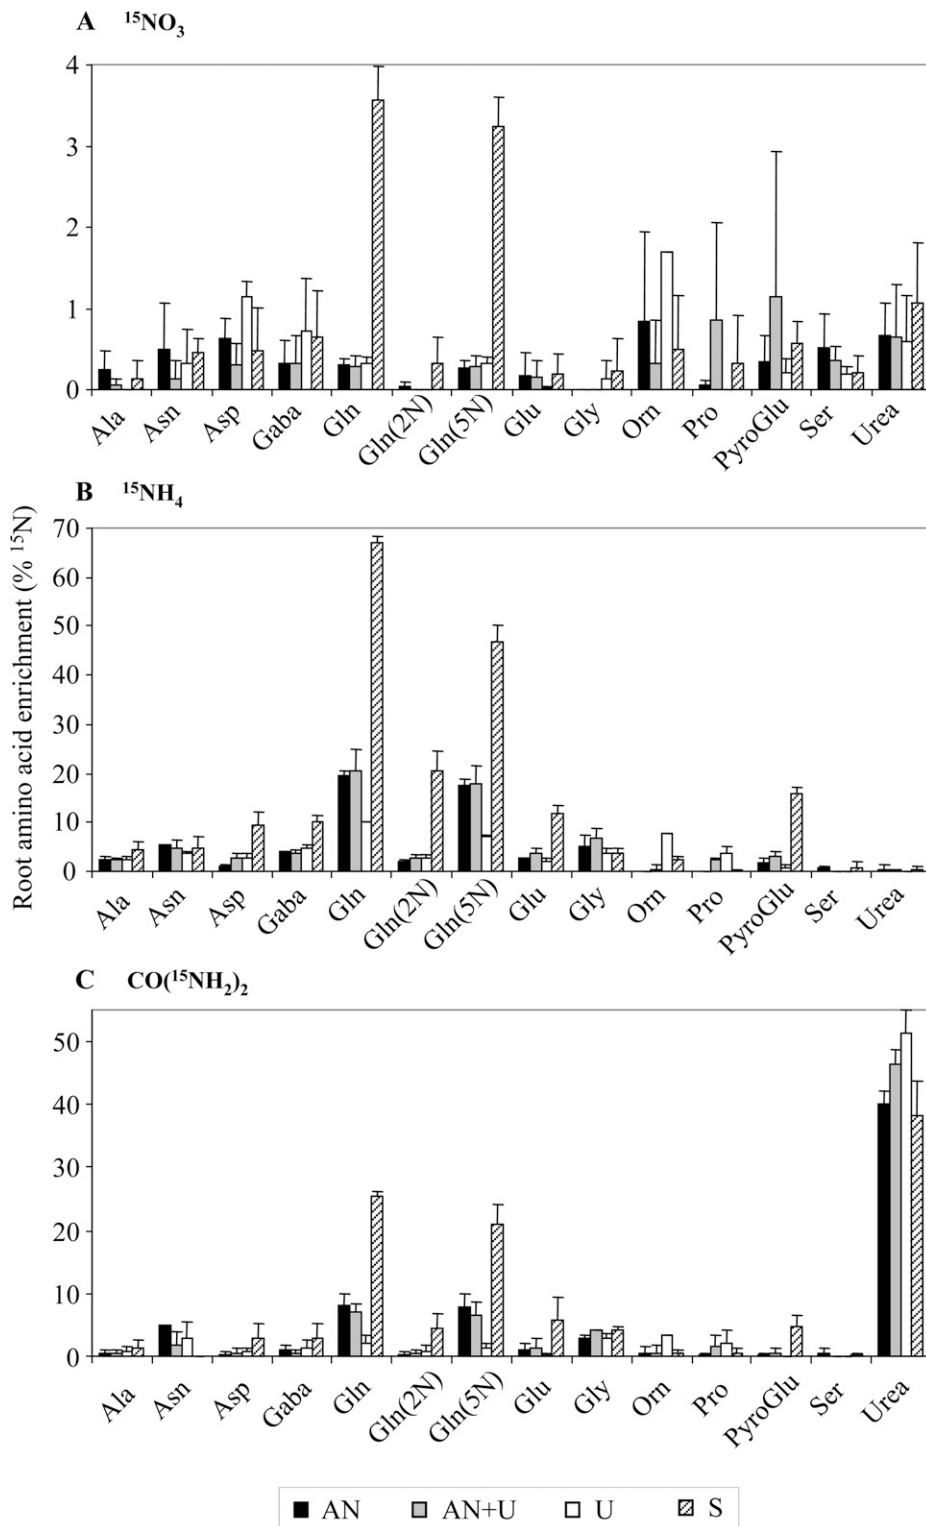 A ¹⁵NO₃
4
3
2
1
0
Ala Asn Asp Gaba Gln Gln(2N) Gln(5N) Glu Gly Orn Pro PyroGlu Ser Urea
B ¹⁵NH₄
Root amino acid enrichment (% ¹⁵N)
70
60
50
40
30
20
10
0
Ala Asn Asp Gaba Gln Gln(2N) Gln(5N) Glu Gly Orn Pro PyroGlu Ser Urea
C CO(¹⁵NH₂)₂
50
40
30
20
10
0
Ala Asn Asp Gaba Gln Gln(2N) Gln(5N) Glu Gly Orn Pro PyroGlu Ser Urea
AN AN+U U S